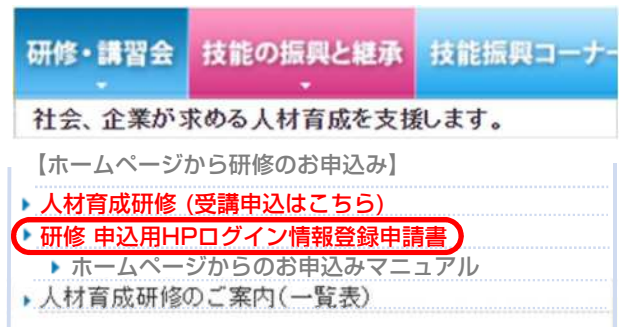 研修・講習会 技能の振興と継承 技能振興コーナー
社会、企業が求める人材育成を支援します。
【ホームページから研修のお申込み】
人材育成研修 (受講申込はこちら)
研修 申込用HPログイン情報登録申請書
ホームページからのお申込みマニュアル
人材育成研修のご案内(一覧表)